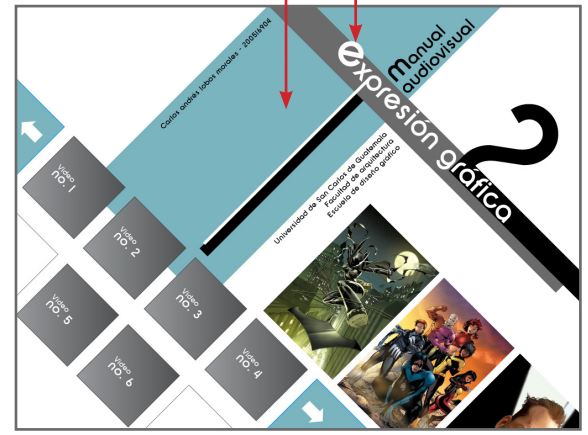 Carlos andrés lobos morales - 200516904
Manual
audiovisual
expresión gráfica
2
Universidad de San Carlos de Guatemala
Facultad de arquitectura
Escuela de diseño gráfico
Video
no. 1
Video
no. 2
Video
no. 3
Video
no. 4
Video
no. 5
Video
no. 6